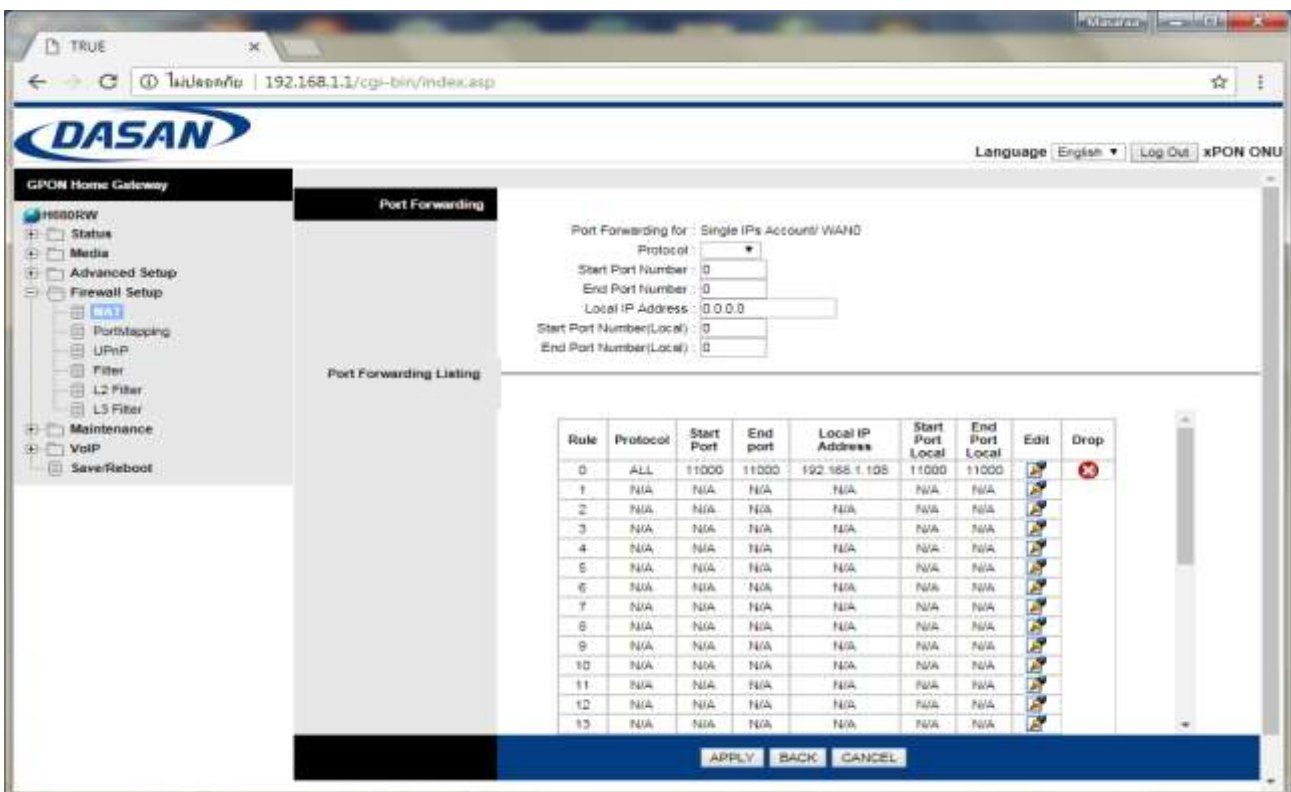 TRUE
ไม่ปลอดภัย | 192.168.1.1/cgi-bin/index.asp
DASAN
Language English Log Out xPON ONU
GPON Home Gateway
H680RW
Status
Media
Advanced Setup
Firewall Setup
NAT
PortMapping
UPnP
Filter
L2 Filter
L3 Filter
Maintenance
VoIP
Save/Reboot
Port Forwarding
Port Forwarding for : Single IPs Account/ WAN0
Protocol :
Start Port Number : 0
End Port Number : 0
Local IP Address : 0.0.0.0
Start Port Number(Local) : 0
End Port Number(Local) : 0
Port Forwarding Listing
Rule Protocol Start Port End port Local IP Address Start Port Local End Port Local Edit Drop
0 ALL 11000 11000 192.168.1.108 11000 11000
1 N/A N/A N/A N/A N/A N/A
2 N/A N/A N/A N/A N/A N/A
3 N/A N/A N/A N/A N/A N/A
4 N/A N/A N/A N/A N/A N/A
5 N/A N/A N/A N/A N/A N/A
6 N/A N/A N/A N/A N/A N/A
7 N/A N/A N/A N/A N/A N/A
8 N/A N/A N/A N/A N/A N/A
9 N/A N/A N/A N/A N/A N/A
10 N/A N/A N/A N/A N/A N/A
11 N/A N/A N/A N/A N/A N/A
12 N/A N/A N/A N/A N/A N/A
13 N/A N/A N/A N/A N/A N/A
APPLY BACK CANCEL